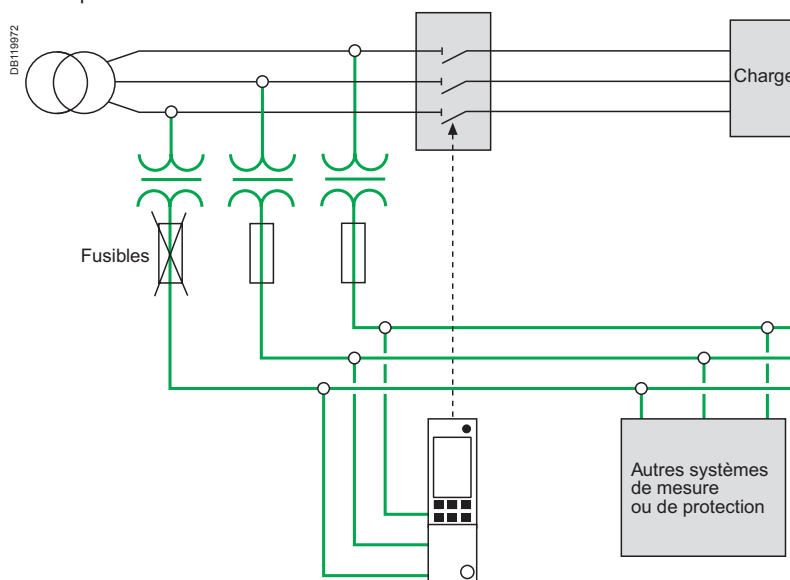 DB119972
Charge
Fusibles
Autres systèmes
de mesure
ou de protection